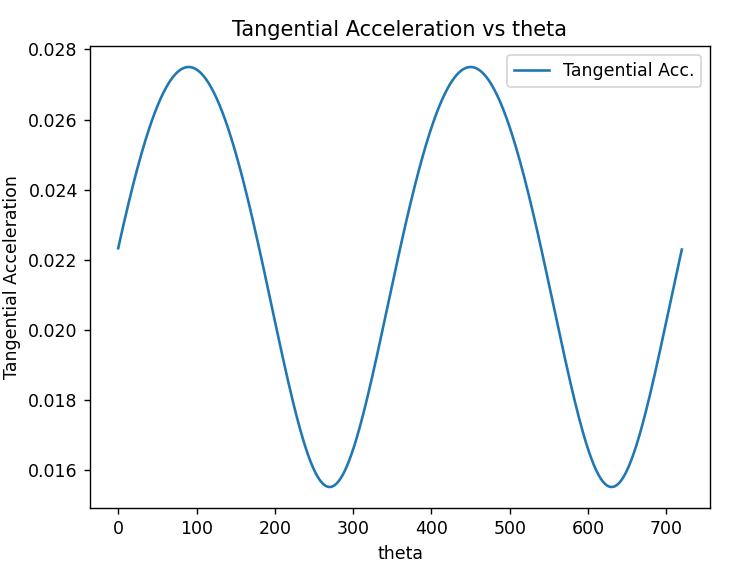 Tangential Acceleration vs theta
Tangential Acc.
Tangential Acceleration
0.028
0.026
0.024
0.022
0.020
0.018
0.016
0 100 200 300 400 500 600 700
theta